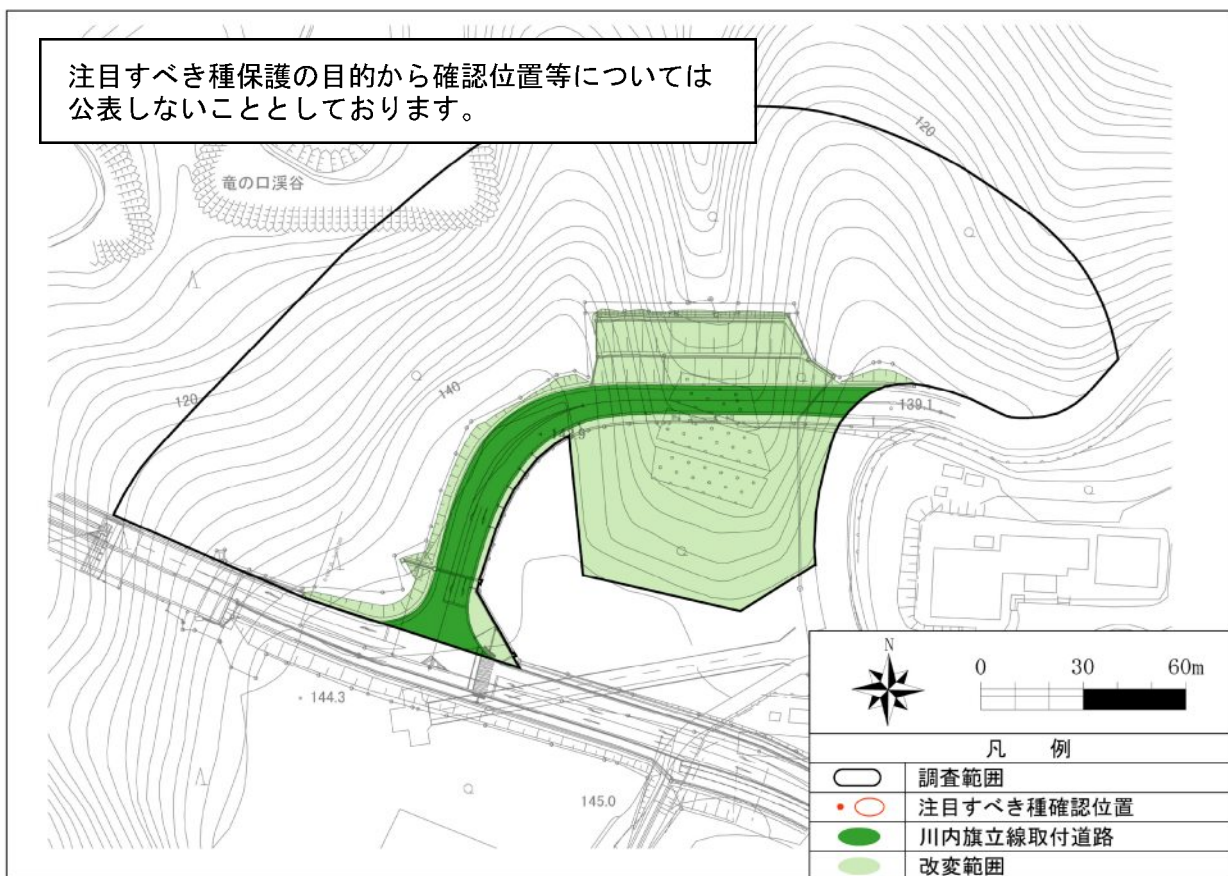 注目すべき種保護の目的から確認位置等については
公表しないこととしております。
120
竜の口渓谷
140
120
139.1
144.3
145.0
N
0 30 60m
凡 例
調査範囲
注目すべき種確認位置
川内旗立線取付道路
改変範囲